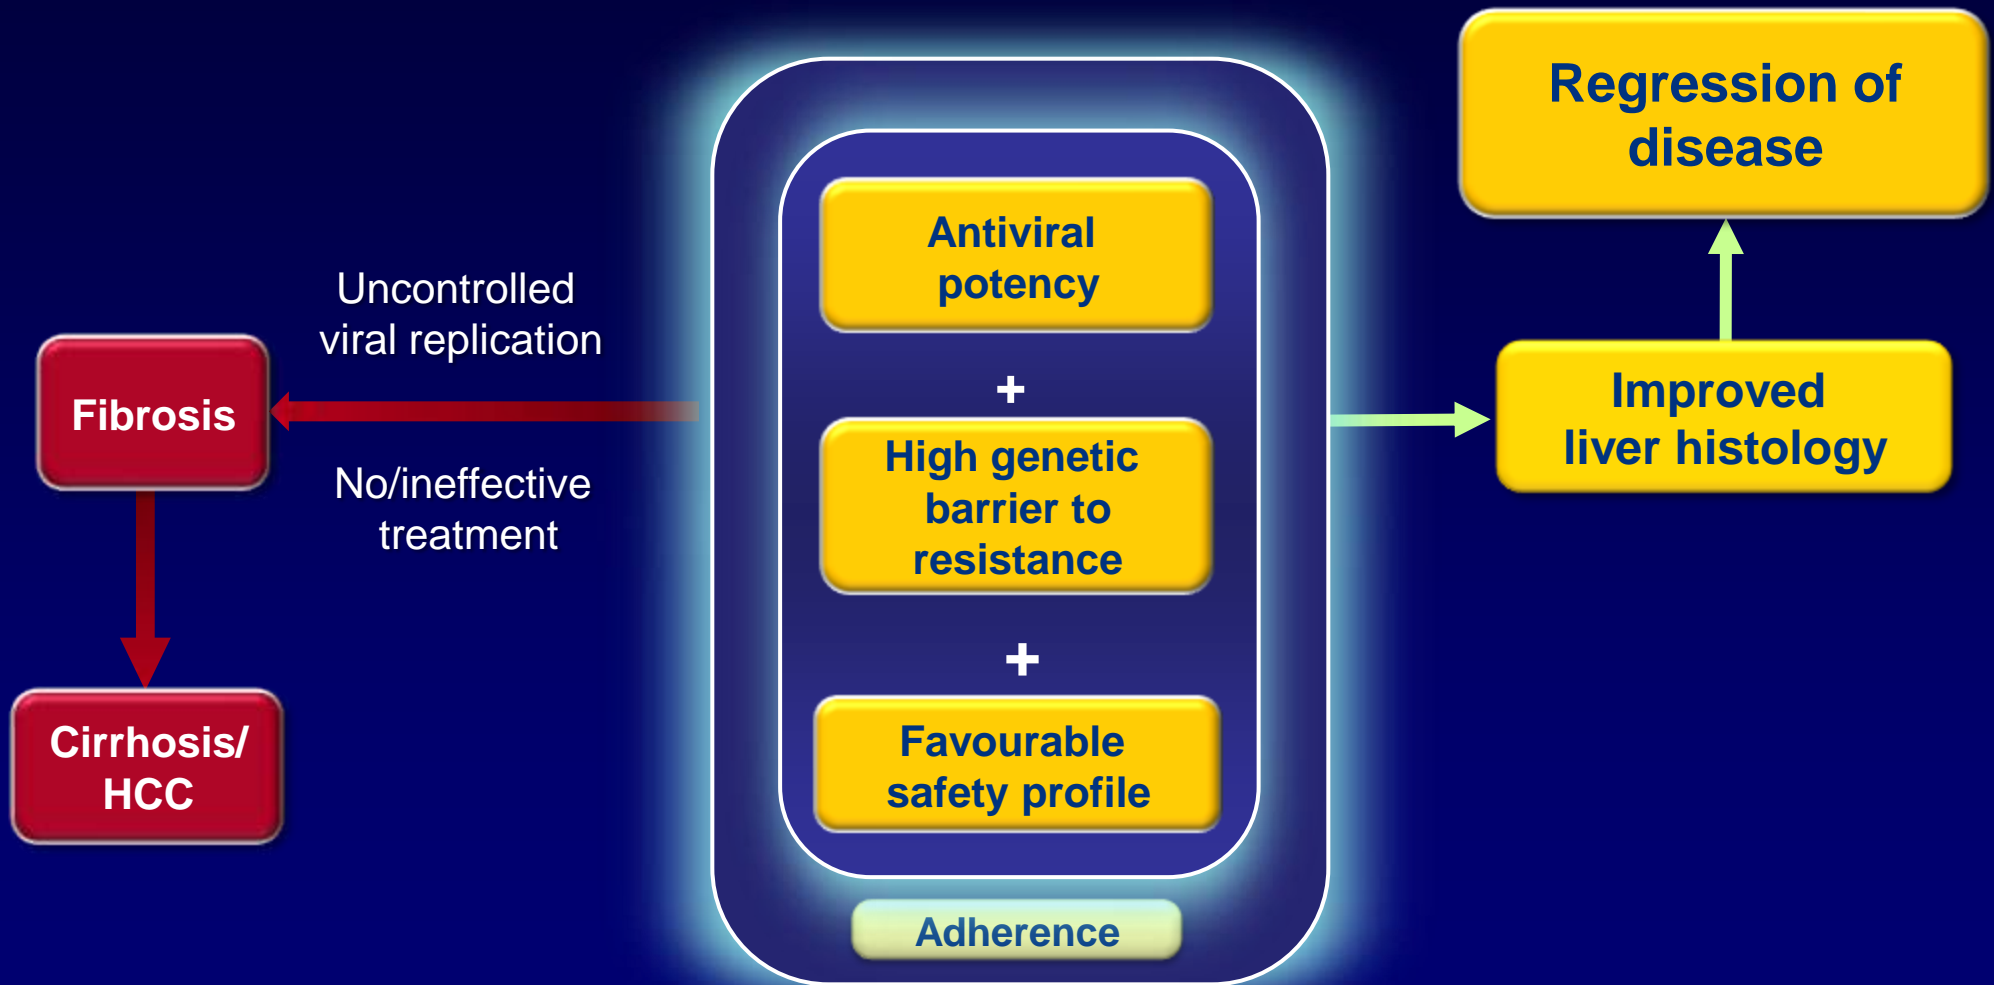 Fibrosis
Cirrhosis/
HCC
Uncontrolled
viral replication
No/ineffective
treatment
Antiviral
potency
+
High genetic
barrier to
resistance
+
Favourable
safety profile
Adherence
Regression of
disease
Improved
liver histology